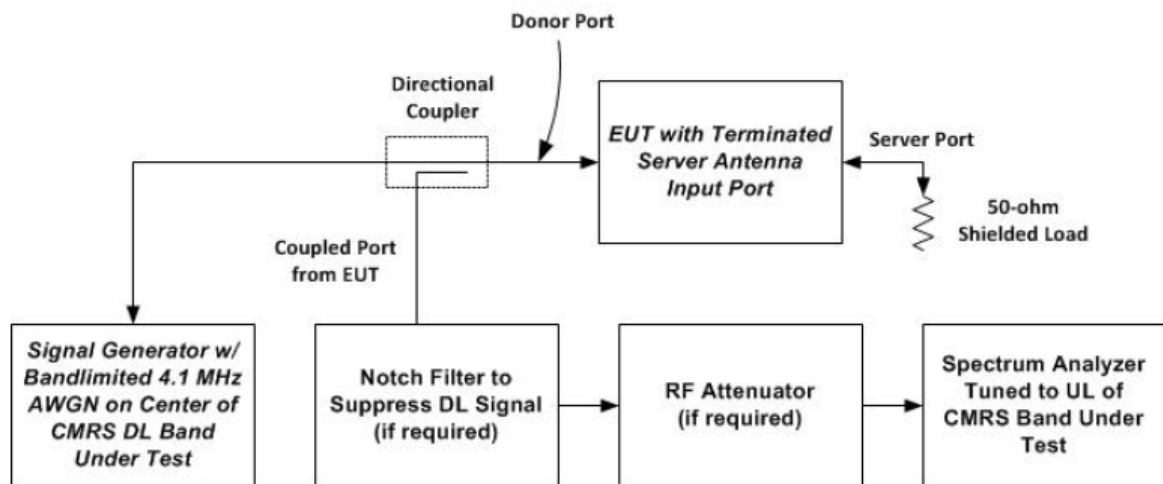 Donor Port
Directional
Coupler
EUT with Terminated
Server Antenna
Input Port
Server Port
50-ohm
Shielded Load
Coupled Port
from EUT
Signal Generator w/
Bandlimited 4.1 MHz
AWGN on Center of
CMRS DL Band
Under Test
Notch Filter to
Suppress DL Signal
(if required)
RF Attenuator
(if required)
Spectrum Analyzer
Tuned to UL of
CMRS Band Under
Test